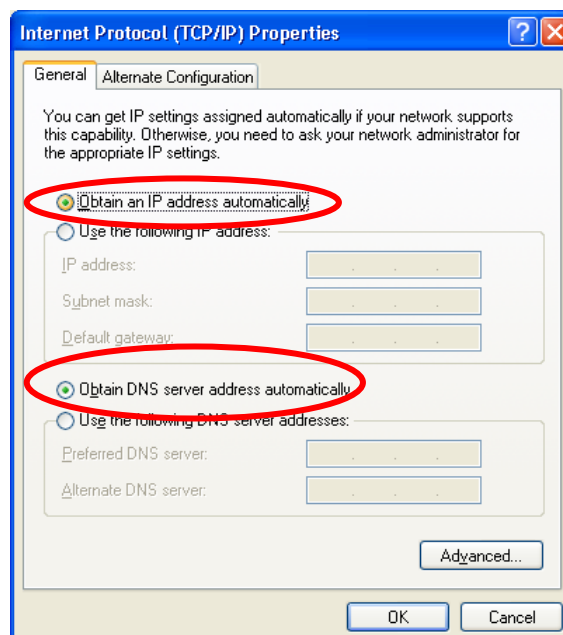 Internet Protocol (TCP/IP) Properties
General
Alternate Configuration
You can get IP settings assigned automatically if your network supports
this capability. Otherwise, you need to ask your network administrator for
the appropriate IP settings.
Obtain an IP address automatically
Use the following IP address:
IP address:
Subnet mask:
Default gateway:
Obtain DNS server address automatically
Use the following DNS server addresses:
Preferred DNS server:
Alternate DNS server:
Advanced...
OK
Cancel